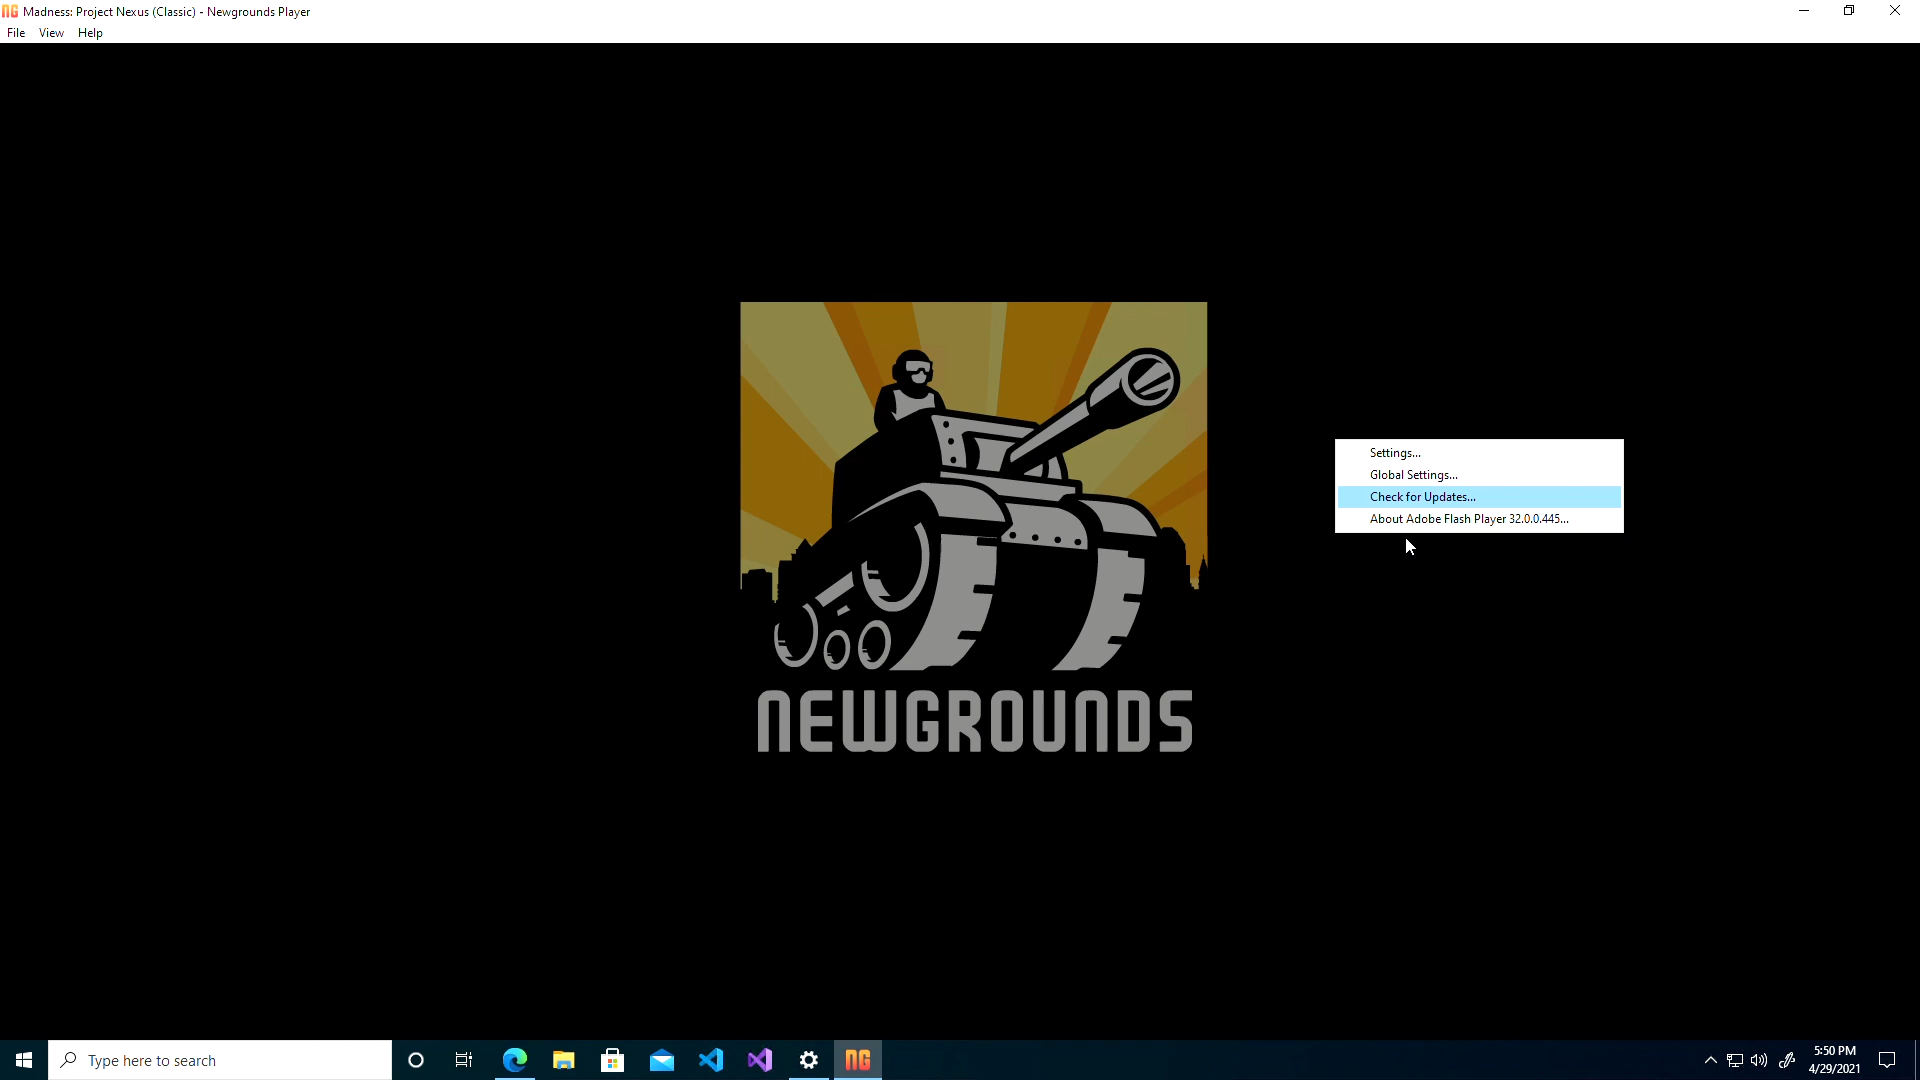 Madness: Project Nexus (Classic) - Newgrounds Player
File View Help
Settings...
Global Settings...
Check for Updates...
About Adobe Flash Player 32.0.0.445...
NEWGROUNDS
Type here to search
NG
5:50 PM
4/29/2021